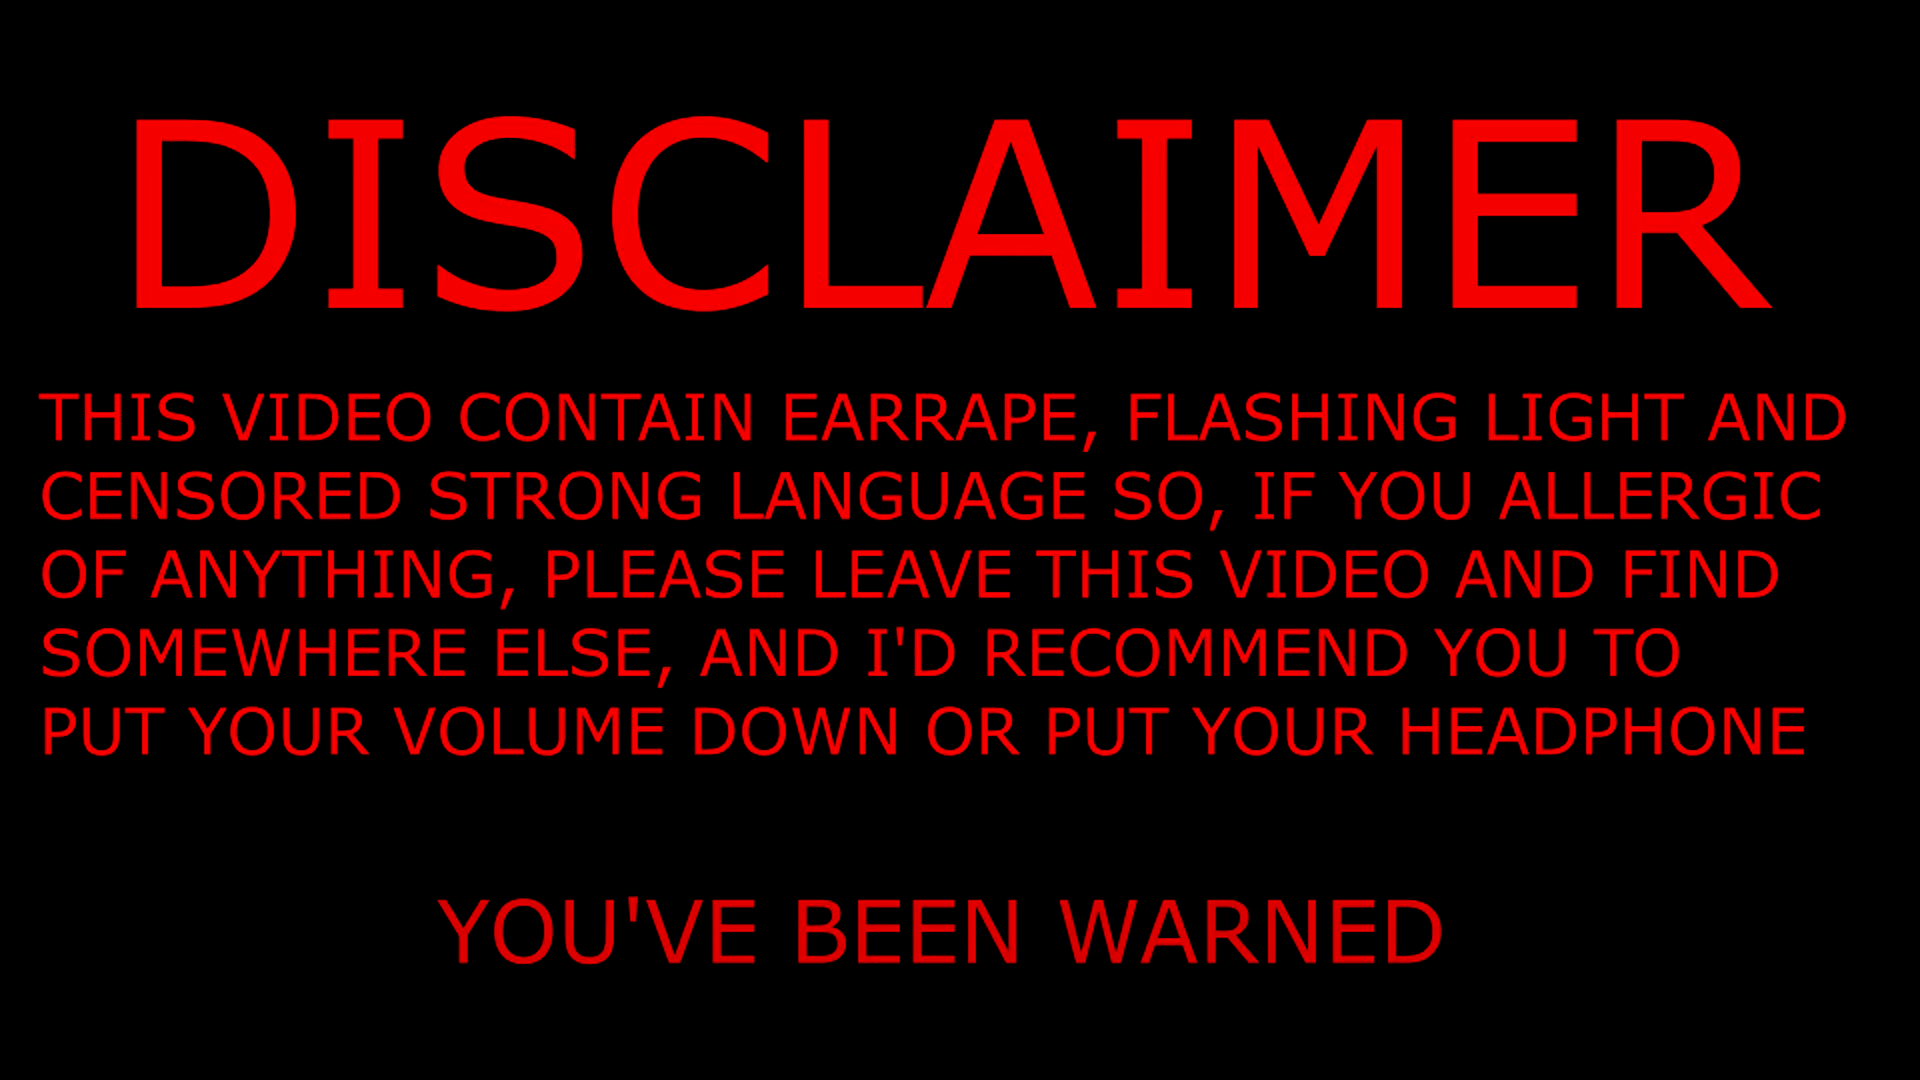 DISCLAIMER
THIS VIDEO CONTAIN EARRAPE, FLASHING LIGHT AND
CENSORED STRONG LANGUAGE SO, IF YOU ALLERGIC
OF ANYTHING, PLEASE LEAVE THIS VIDEO AND FIND
SOMEWHERE ELSE, AND I'D RECOMMEND YOU TO
PUT YOUR VOLUME DOWN OR PUT YOUR HEADPHONE
YOU'VE BEEN WARNED